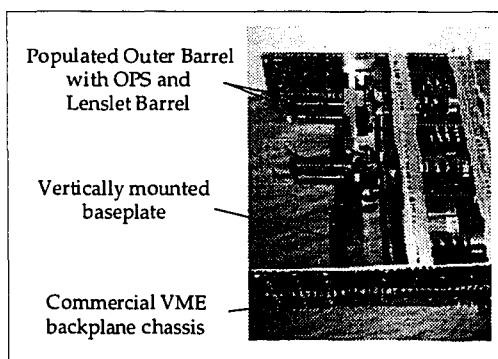 Populated Outer Barrel
with OPS and
Lenslet Barrel
Vertically mounted
baseplate
Commercial VME
backplane chassis